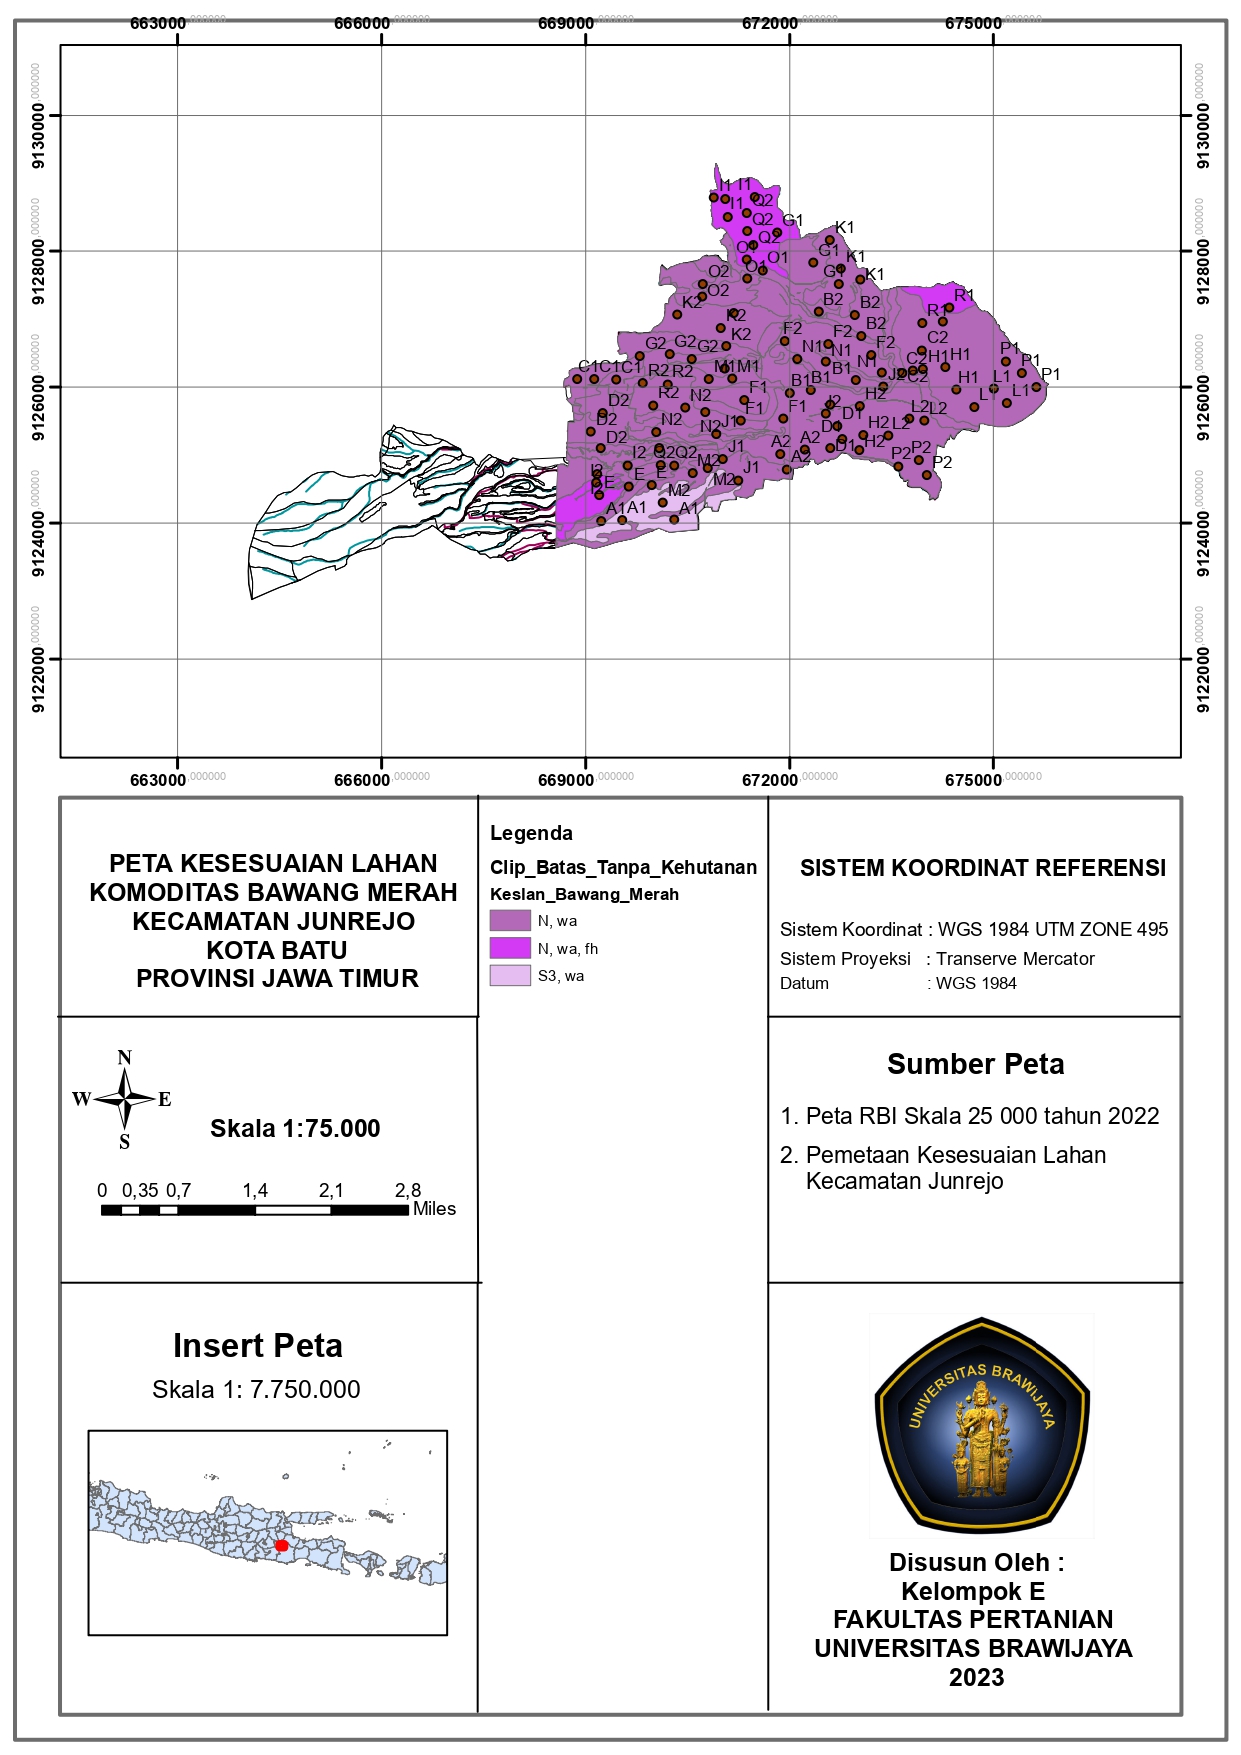 663000,000000 666000,000000 669000,000000 672000,000000 675000,000000
9130000,000000
9130000,000000
9128000,000000
9128000,000000
9126000,000000
9126000,000000
9124000,000000
9124000,000000
9122000,000000
9122000,000000
I1 I1
I1 Q2
Q2 G1
Q2 K1
O1 G1
O1 O1 K1
O2 G1 K1
O2 R1
K2 B2 B2 R1
K2 B2
K2 F2 F2 C2
G2 G2 G2 N1 N1 F2 P1
C1 C1 C1 M1 M1 N1 C2 H1 H1 P1
R2 R2 F1 B1 B1 J2 C2 H1 L1 P1
D2 R2 N2 F1 F1 J2 H2 L1 L1
D2 N2 N2 J1 D1 D1 L2 L2
D2 A2 A2 D1 H2 H2 L2
I2 Q2 Q2 J1 A2 P2 P2
I2 E E M2 J1 P2
E M2 M2
A1 A1 A1
663000,000000 666000,000000 669000,000000 672000,000000 675000,000000
PETA KESESUAIAN LAHAN
KOMODITAS BAWANG MERAH
KECAMATAN JUNREJO
KOTA BATU
PROVINSI JAWA TIMUR
Legenda
Clip_Batas_Tanpa_Kehutanan
Keslan_Bawang_Merah
N, wa
N, wa, fh
S3, wa
SISTEM KOORDINAT REFERENSI
Sistem Koordinat : WGS 1984 UTM ZONE 495
Sistem Proyeksi : Transerve Mercator
Datum : WGS 1984
N
W E
S
Skala 1:75.000
0 0,35 0,7 1,4 2,1 2,8
Miles
Sumber Peta
1. Peta RBI Skala 25 000 tahun 2022
2. Pemetaan Kesesuaian Lahan
Kecamatan Junrejo
Insert Peta
Skala 1: 7.750.000
UNIVERSITAS BRAWIJAYA
Disusun Oleh :
Kelompok E
FAKULTAS PERTANIAN
UNIVERSITAS BRAWIJAYA
2023